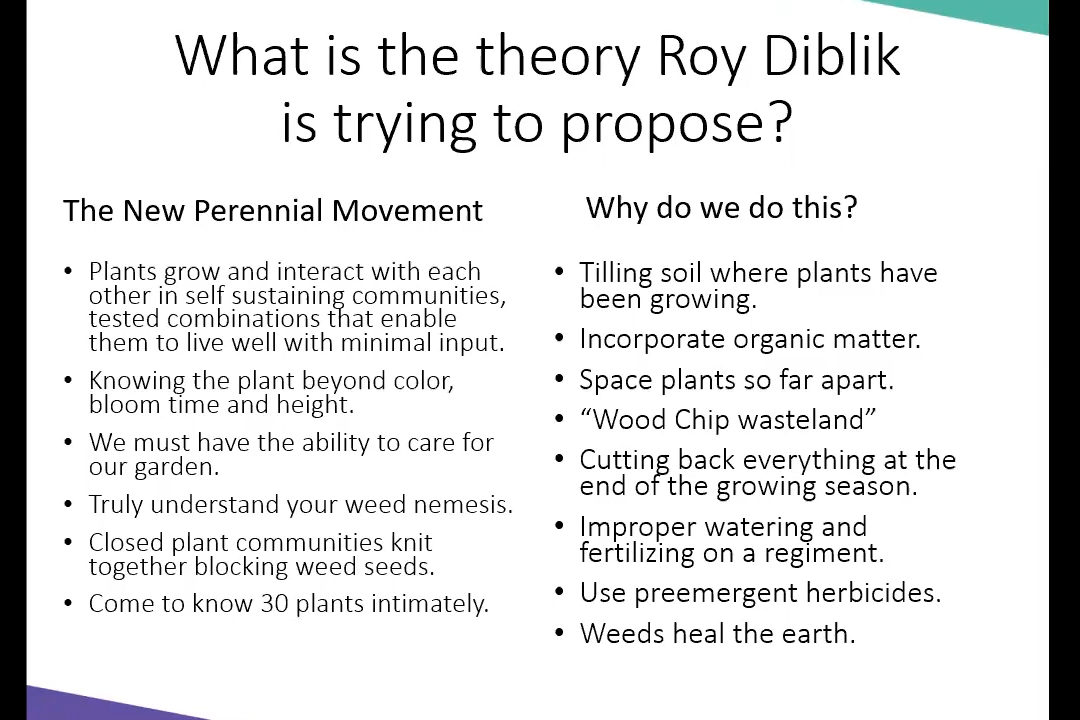 What is the theory Roy Diblik
is trying to propose?
The New Perennial Movement
• Plants grow and interact with each
other in self sustaining communities,
tested combinations that enable
them to live well with minimal input.
• Knowing the plant beyond color,
bloom time and height.
• We must have the ability to care for
our garden.
• Truly understand your weed nemesis.
• Closed plant communities knit
together blocking weed seeds.
• Come to know 30 plants intimately.
Why do we do this?
• Tilling soil where plants have
been growing.
• Incorporate organic matter.
• Space plants so far apart.
• “Wood Chip wasteland”
• Cutting back everything at the
end of the growing season.
• Improper watering and
fertilizing on a regiment.
• Use preemergent herbicides.
• Weeds heal the earth.